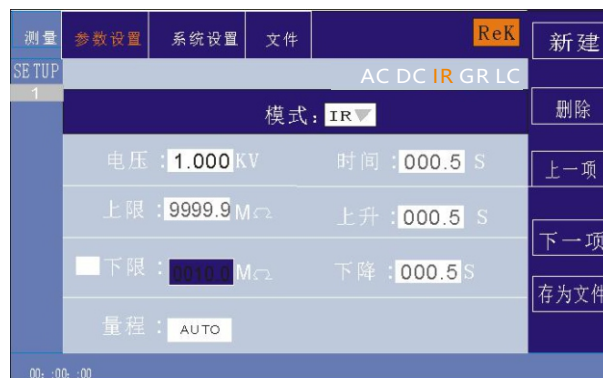 测量 参数设置 系统设置 文件 ReK 新建
SETUP AC DC IR GR LC
1
模式：IR 删除
电压：1.000 KV 时间：000.5 S 上一项
上限：9999.9 MΩ 上升：000.5 S
下限：0010.0 MΩ 下降：000.5 S 下一项
量程：AUTO 存为文件
00: :00: :00